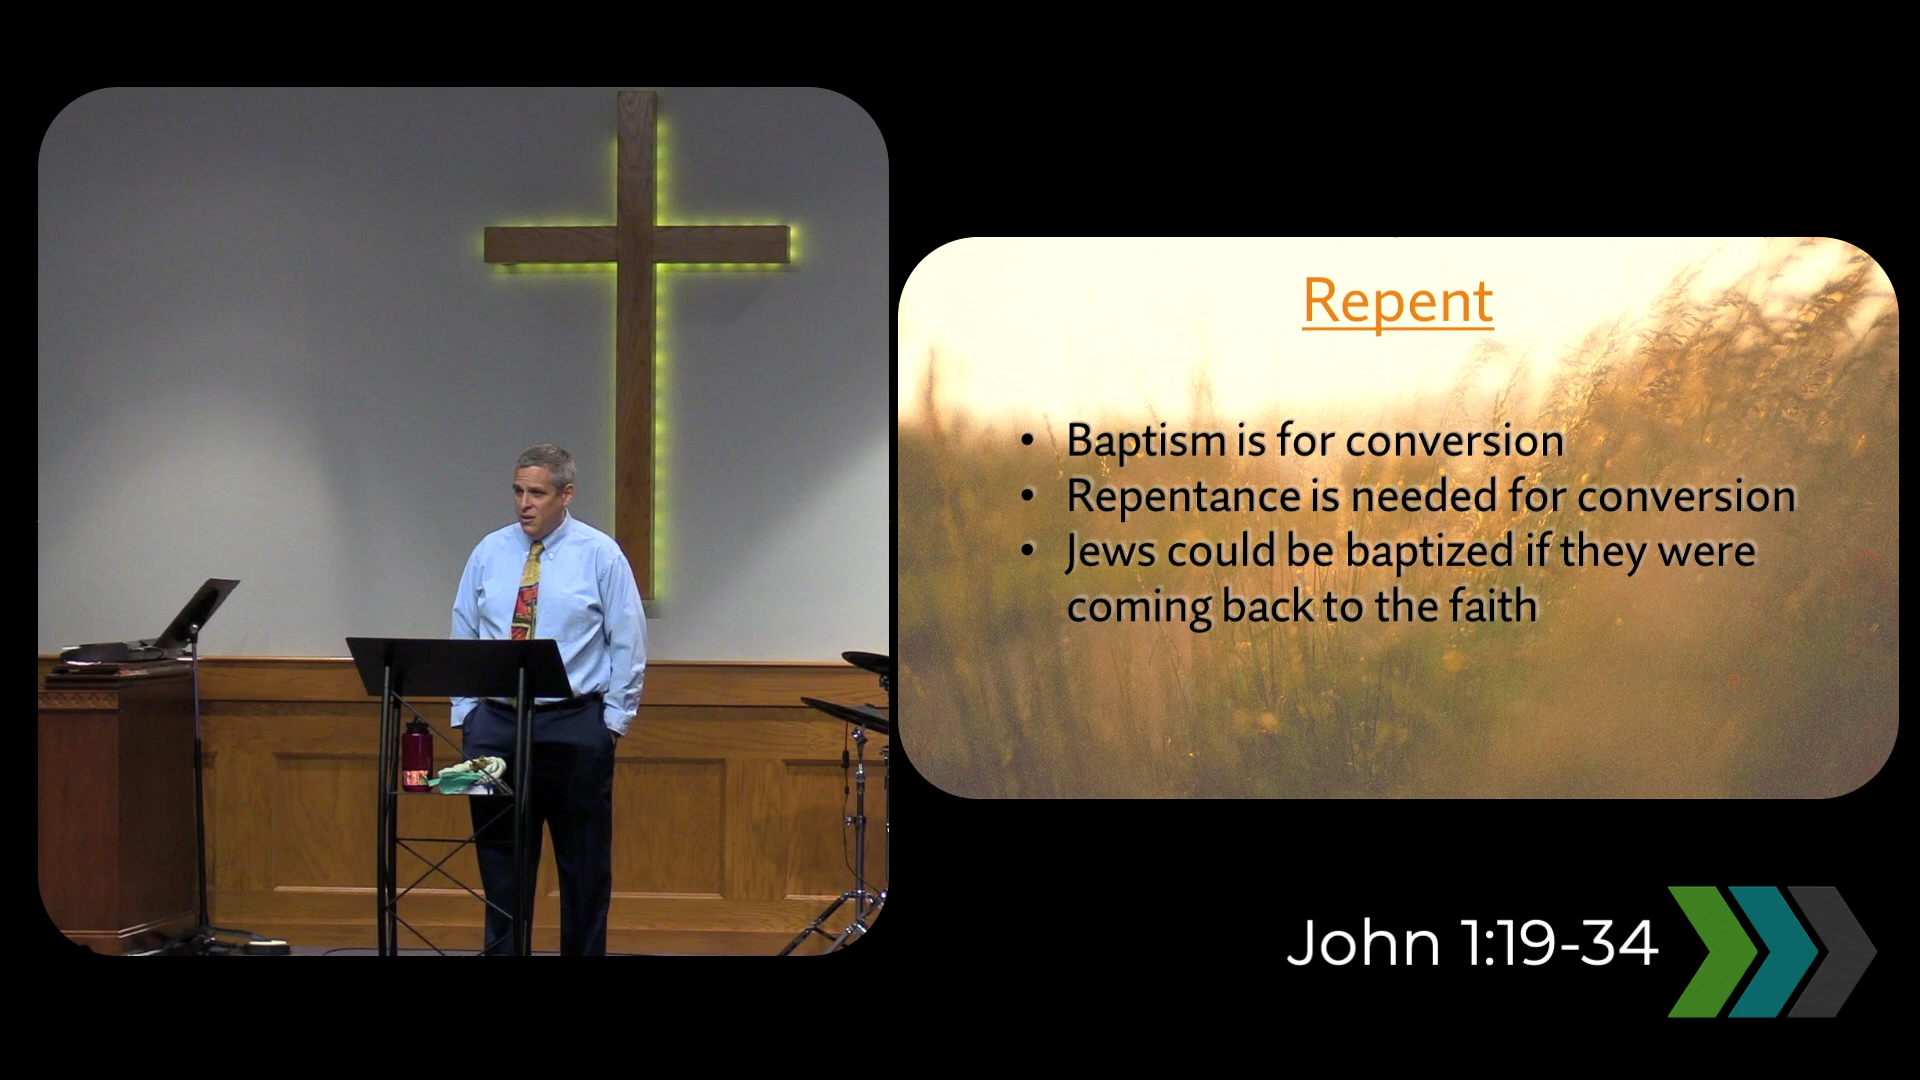 Repent
• Baptism is for conversion
• Repentance is needed for conversion
• Jews could be baptized if they were
coming back to the faith
John 1:19-34